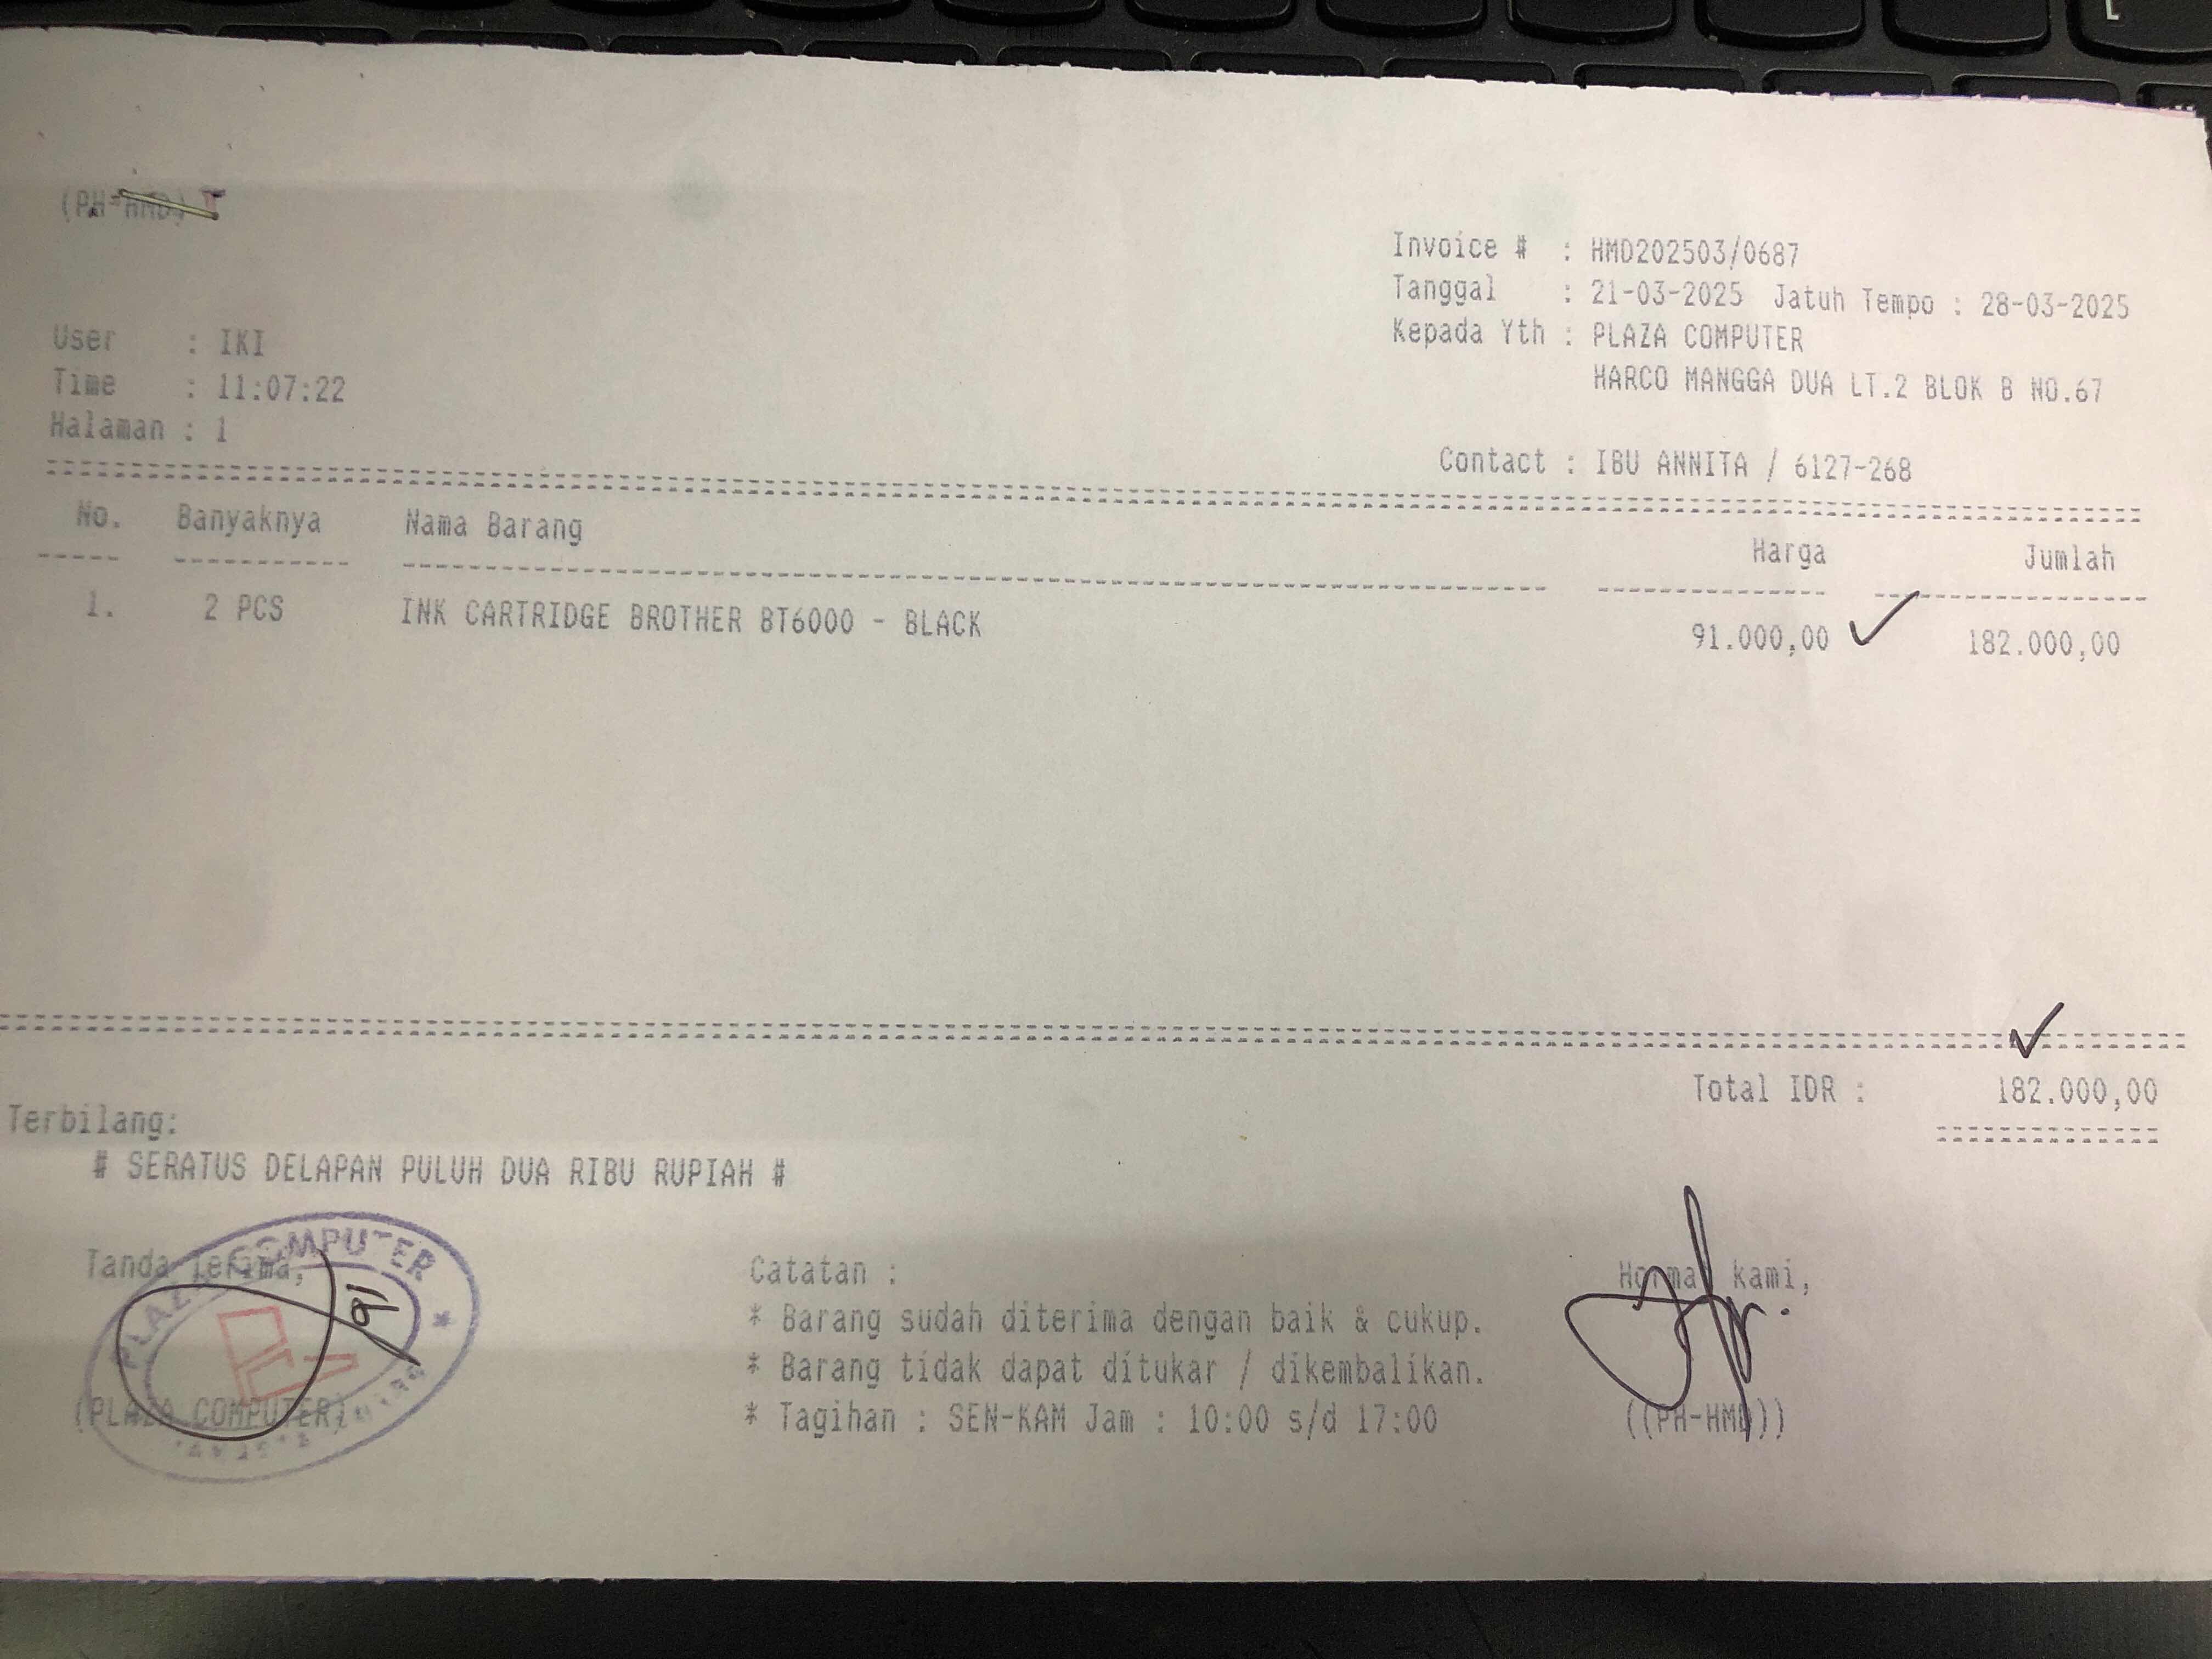 (PH-HMD)
Invoice # : HMD202503/0687
Tanggal : 21-03-2025 Jatuh Tempo : 28-03-2025
Kepada Yth : PLAZA COMPUTER
HARCO MANGGA DUA LT.2 BLOK B NO.67
User : IKI
Time : 11:07:22
Halaman : 1
Contact : IBU ANNITA / 6127-268
No. Banyaknya Nama Barang Harga Jumlah
1. 2 PCS INK CARTRIDGE BROTHER BT6000 - BLACK 91.000,00 182.000,00
Total IDR : 182.000,00
Terbilang:
# SERATUS DELAPAN PULUH DUA RIBU RUPIAH #
Tanda Terima,
PLAZA COMPUTER
(PLAZA COMPUTER)
Catatan :
* Barang sudah diterima dengan baik & cukup.
* Barang tidak dapat ditukar / dikembalikan.
* Tagihan : SEN-KAM Jam : 10:00 s/d 17:00
Hormat kami,
((PH-HMD))